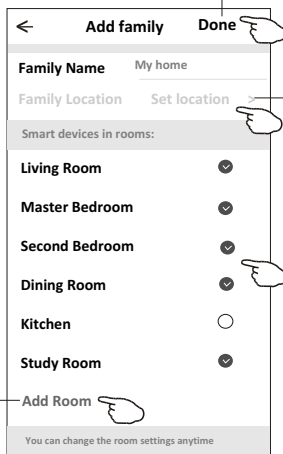 Add family Done
Family Name My home
Family Location Set location >
Smart devices in rooms:
Living Room
Master Bedroom
Second Bedroom
Dining Room
Kitchen
Study Room
Add Room
You can change the room settings anytime